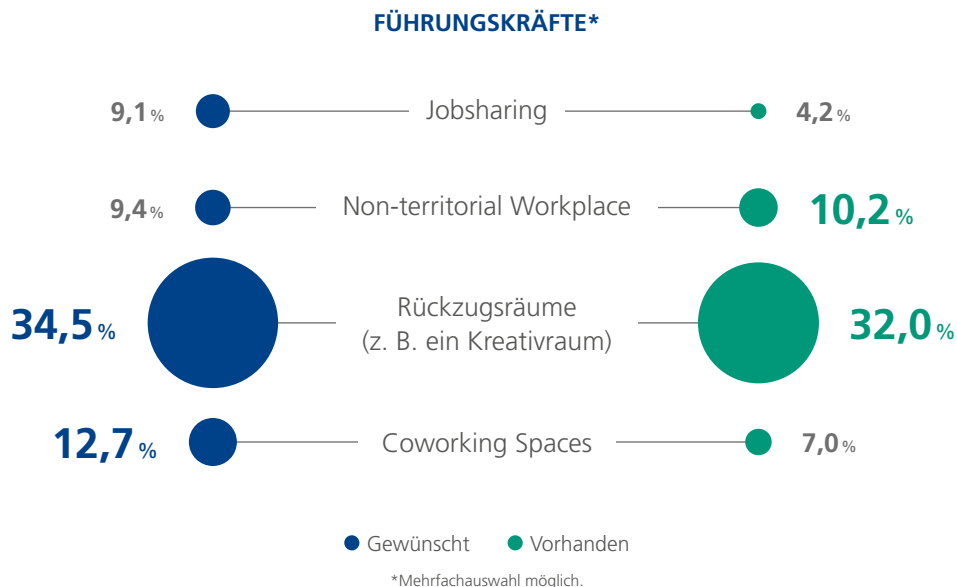 FÜHRUNGSKRÄFTE*
9,1 % Jobsharing 4,2 %
9,4 % Non-territorial Workplace 10,2 %
34,5 % Rückzugsräume 32,0 %
(z. B. ein Kreativraum)
12,7 % Coworking Spaces 7,0 %
Gewünscht Vorhanden
*Mehrfachauswahl möglich.